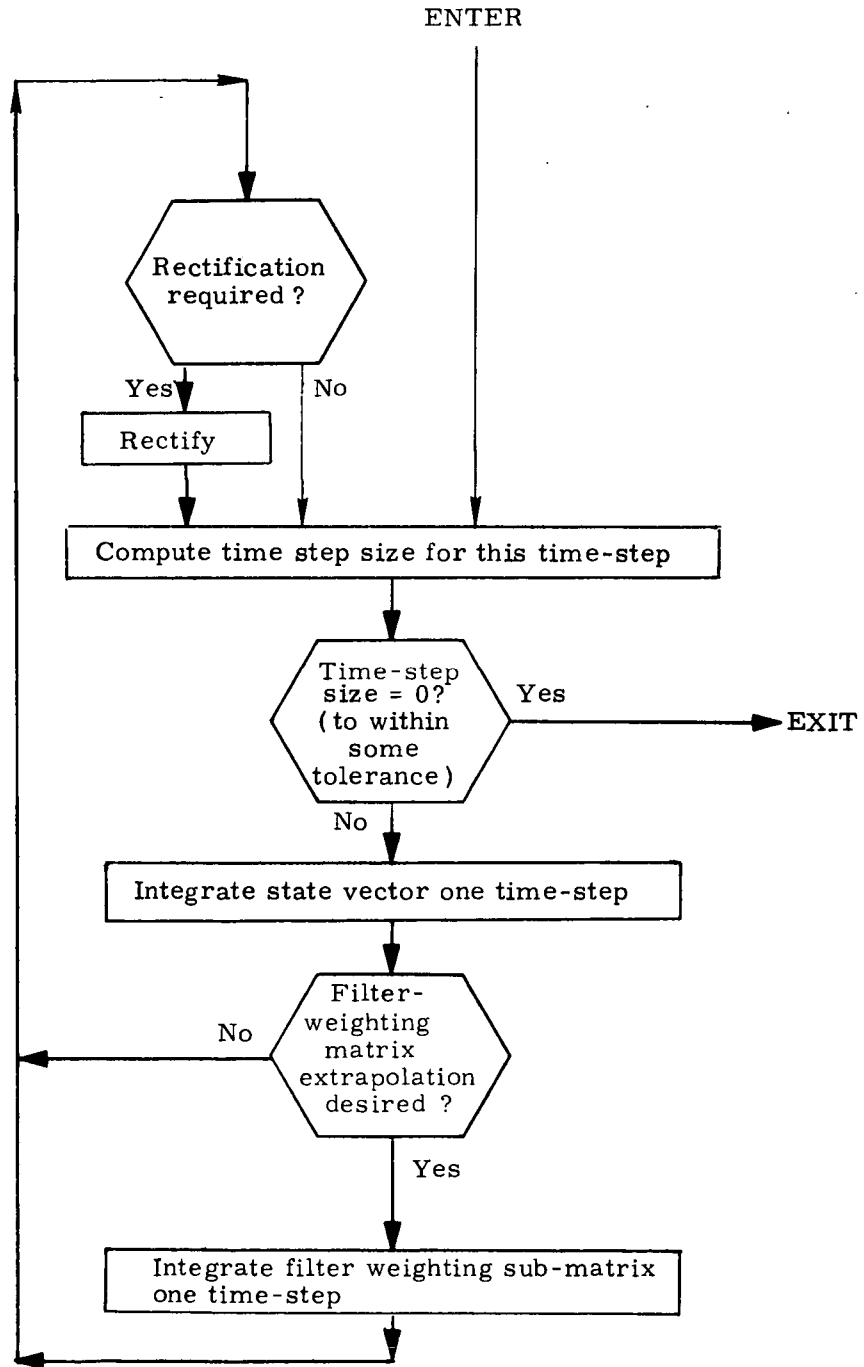 ENTER
Rectification
required ?
Yes
No
Rectify
Compute time step size for this time-step
Time-step
size = 0?
(to within
some
tolerance)
Yes
EXIT
No
Integrate state vector one time-step
Filter-
weighting
matrix
extrapolation
desired ?
No
Yes
Integrate filter weighting sub-matrix
one time-step